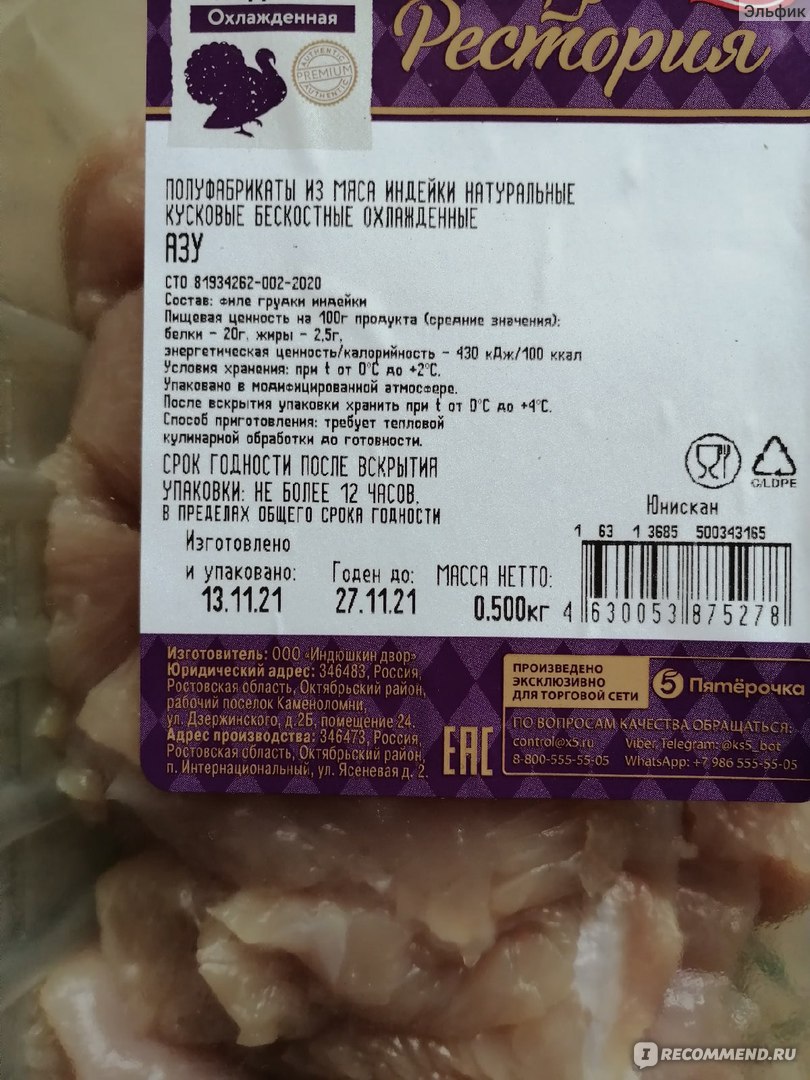 Эльфик
Охлажденная
AUTHENTIC
PREMIUM
AUTHENTIC
Рестория
ПОЛУФАБРИКАТЫ ИЗ МЯСА ИНДЕЙКИ НАТУРАЛЬНЫЕ
КУСКОВЫЕ БЕСКОСТНЫЕ ОХЛАЖДЕННЫЕ
АЗУ
СТО 81934262-002-2020
Состав: филе грудки индейки
Пищевая ценность на 100г продукта (средние значения):
белки - 20г, жиры - 2,5г,
энергетическая ценность/калорийность - 430 кДж/100 ккал
Условия хранения: при t от 0°С до +2°С.
Упаковано в модифицированной атмосфере.
После вскрытия упаковки хранить при t от 0°С до +4°С.
Способ приготовления: требует тепловой
кулинарной обработки до готовности.
СРОК ГОДНОСТИ ПОСЛЕ ВСКРЫТИЯ
УПАКОВКИ: НЕ БОЛЕЕ 12 ЧАСОВ,
В ПРЕДЕЛАХ ОБЩЕГО СРОКА ГОДНОСТИ
C/LDPE
Юнискан
1 63 1 3685 500343165
Изготовлено
и упаковано: Годен до: МАССА НЕТТО:
13.11.21 27.11.21 0.500кг
4 630053 875278
Изготовитель: ООО «Индюшкин двор»
Юридический адрес: 346483, Россия,
Ростовская область, Октябрьский район,
рабочий поселок Каменоломни,
ул. Дзержинского, д.2Б, помещение 24.
Адрес производства: 346473, Россия,
Ростовская область, Октябрьский район,
п. Интернациональный, ул. Ясеневая д. 2.
EAC
ПРОИЗВЕДЕНО
ЭКСКЛЮЗИВНО
ДЛЯ ТОРГОВОЙ СЕТИ
5 Пятёрочка
ПО ВОПРОСАМ КАЧЕСТВА ОБРАЩАТЬСЯ:
control@x5.ru Viber, Telegram: @ks5_bot
8-800-555-55-05 WhatsApp: +7 986 555-55-05
IRECOMMEND.RU